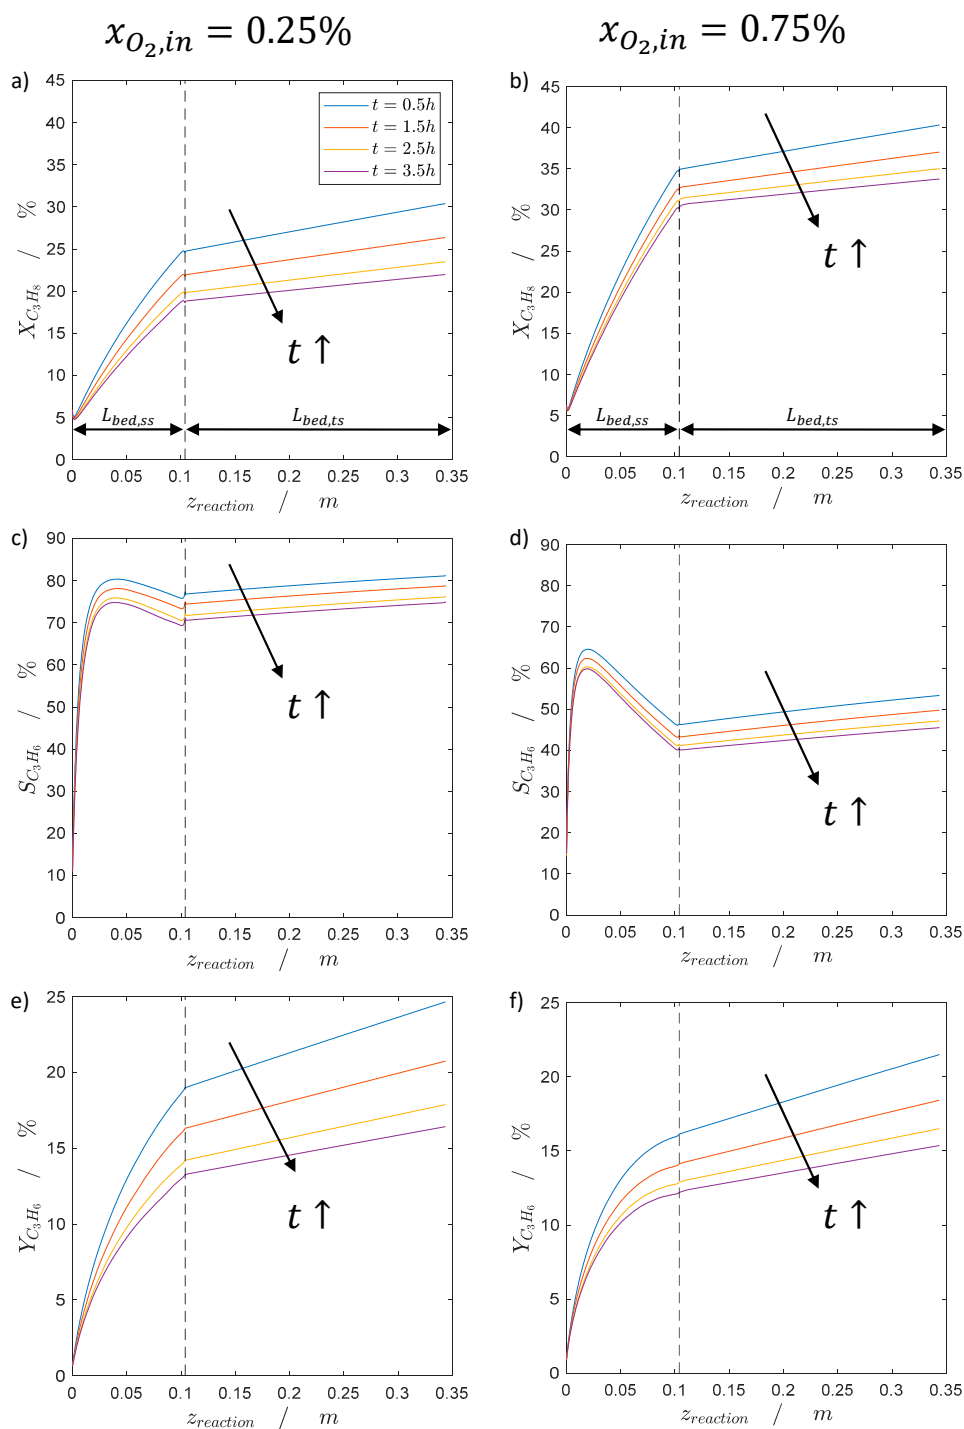 x_{O_2,in} = 0.25%
x_{O_2,in} = 0.75%
a)
45
40
35
30
25
20
15
10
5
0
X_{C_3H_8} / %
t = 0.5h
t = 1.5h
t = 2.5h
t = 3.5h
t ↑
L_{bed,ss}
L_{bed,ts}
0 0.05 0.1 0.15 0.2 0.25 0.3 0.35
z_{reaction} / m
b)
45
40
35
30
25
20
15
10
5
0
X_{C_3H_8} / %
t ↑
L_{bed,ss}
L_{bed,ts}
0 0.05 0.1 0.15 0.2 0.25 0.3 0.35
z_{reaction} / m
c)
90
80
70
60
50
40
30
20
10
0
S_{C_3H_6} / %
t ↑
0 0.05 0.1 0.15 0.2 0.25 0.3 0.35
z_{reaction} / m
d)
90
80
70
60
50
40
30
20
10
0
S_{C_3H_6} / %
t ↑
0 0.05 0.1 0.15 0.2 0.25 0.3 0.35
z_{reaction} / m
e)
25
20
15
10
5
0
Y_{C_3H_6} / %
t ↑
0 0.05 0.1 0.15 0.2 0.25 0.3 0.35
z_{reaction} / m
f)
25
20
15
10
5
0
Y_{C_3H_6} / %
t ↑
0 0.05 0.1 0.15 0.2 0.25 0.3 0.35
z_{reaction} / m